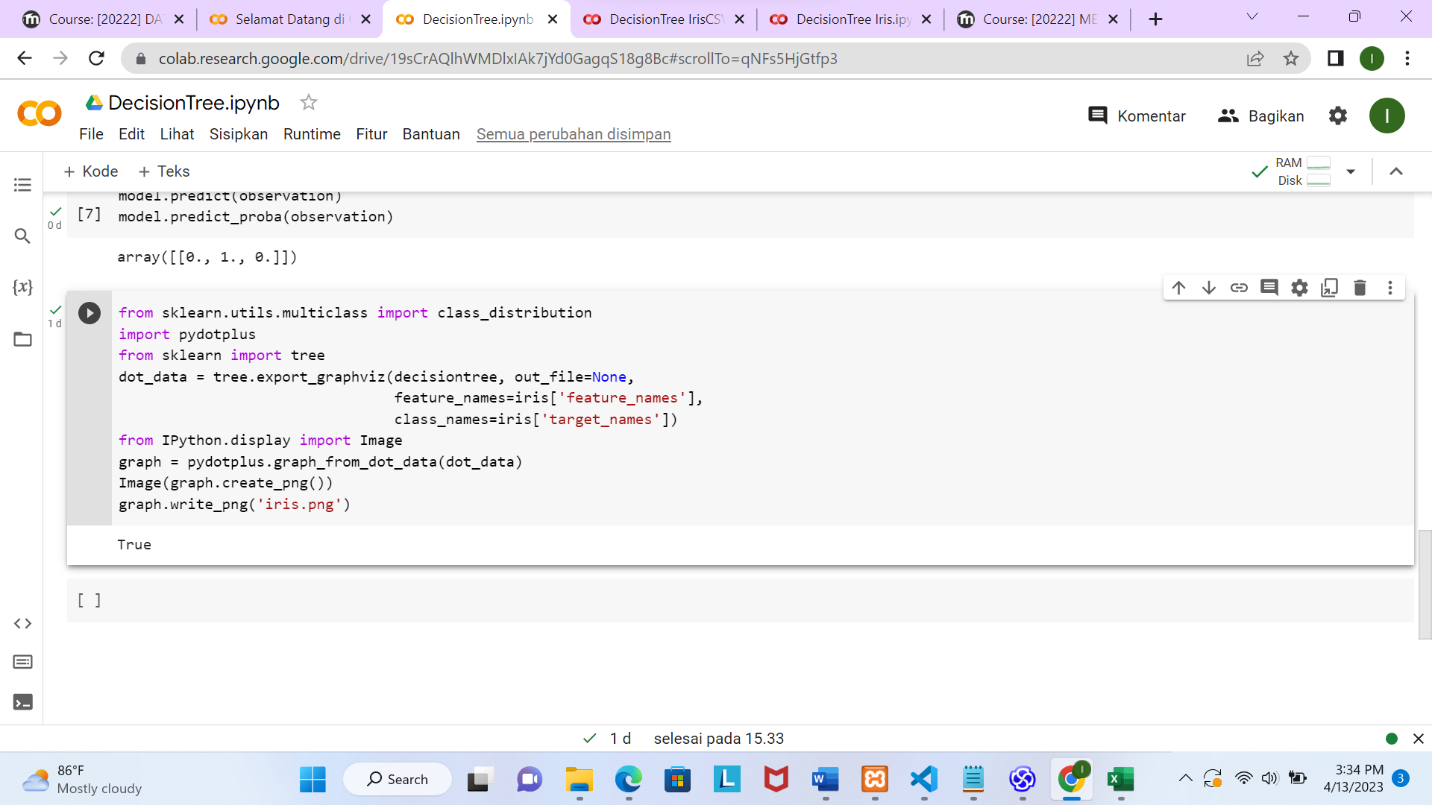 Course: [20222] DA
Selamat Datang di
DecisionTree.ipynb
DecisionTree IrisCSV
DecisionTree Iris.ipy
Course: [20222] ME
colab.research.google.com/drive/19sCrAQlhWMDlxIAk7jYd0GagqS18g8Bc#scrollTo=qNFs5HjGtfp3
I
DecisionTree.ipynb
File Edit Lihat Sisipkan Runtime Fitur Bantuan Semua perubahan disimpan
Komentar
Bagikan
I
+ Kode + Teks
RAM
Disk
model.predict(observation)
[7] model.predict_proba(observation)
0 d
array([[0., 1., 0.]])
1 d
from sklearn.utils.multiclass import class_distribution
import pydotplus
from sklearn import tree
dot_data = tree.export_graphviz(decisiontree, out_file=None,
feature_names=iris['feature_names'],
class_names=iris['target_names'])
from IPython.display import Image
graph = pydotplus.graph_from_dot_data(dot_data)
Image(graph.create_png())
graph.write_png('iris.png')
True
[ ]
1 d selesai pada 15.33
86°F
Mostly cloudy
Search
3:34 PM
4/13/2023
3